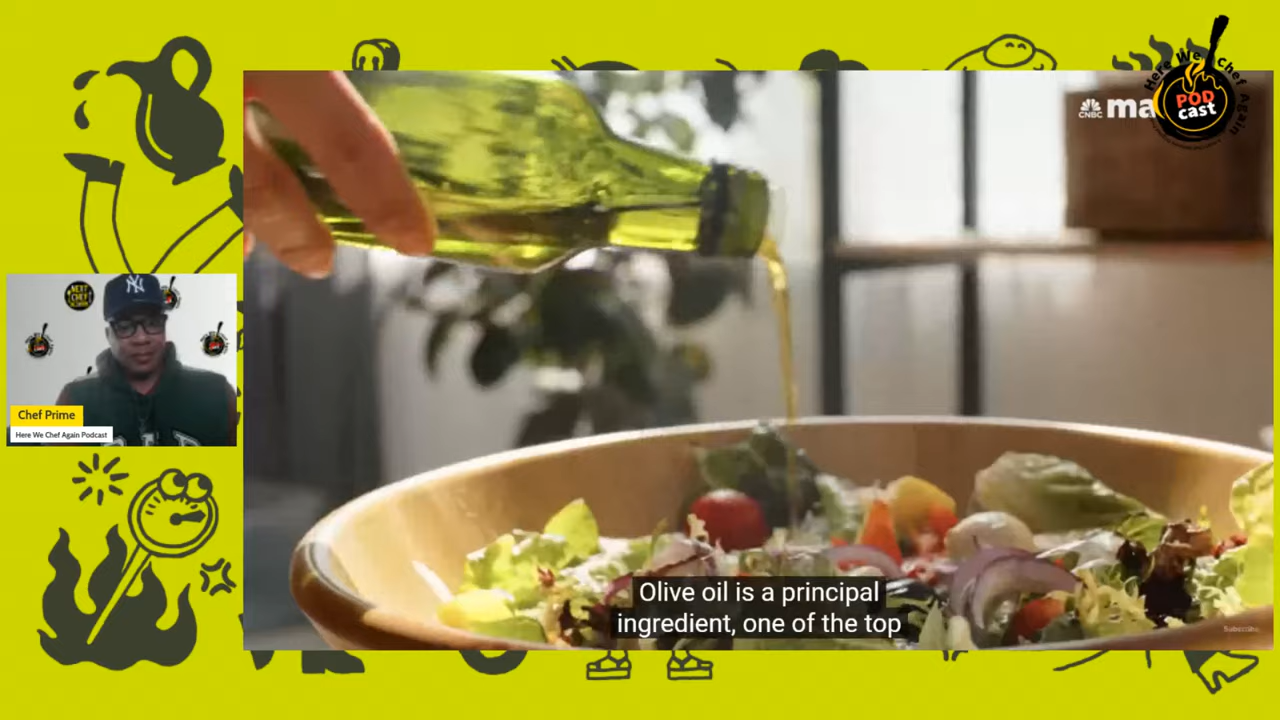 CNBC ma
Here We Chef Again
POD
cast
NEXT
CHEF
NY
Chef Prime
Here We Chef Again Podcast
Olive oil is a principal
ingredient, one of the top
Subscribe